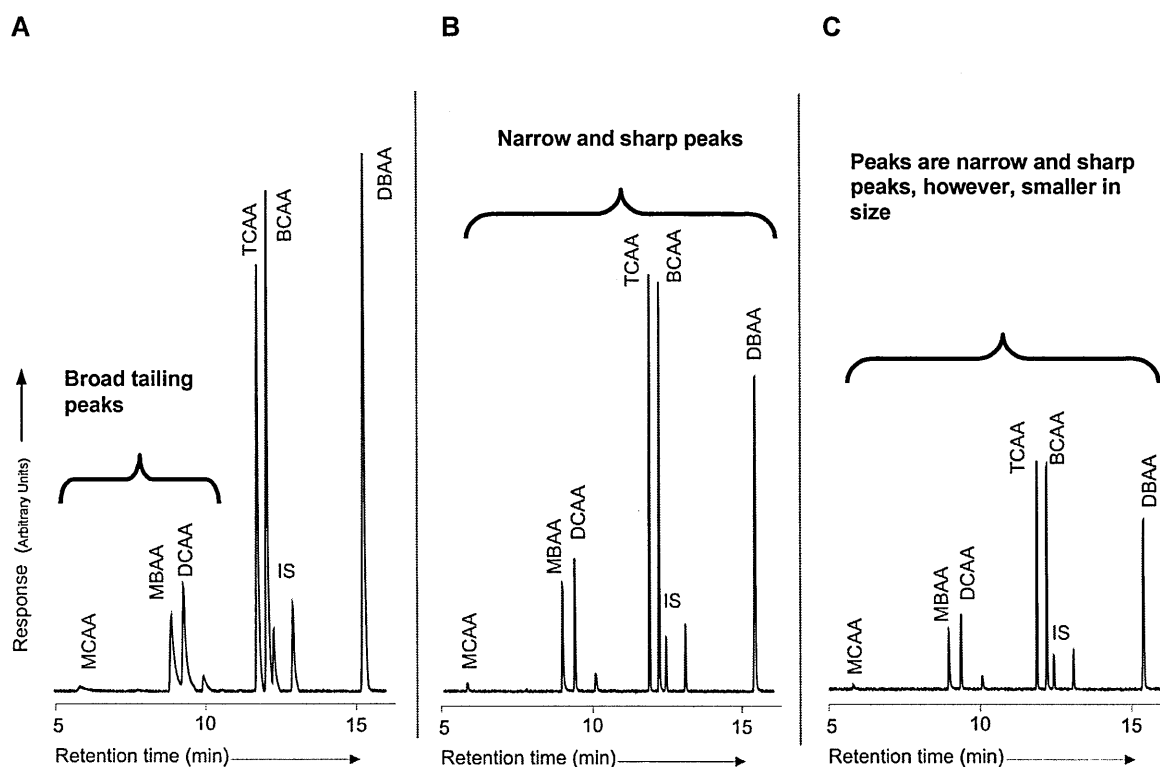 A
Broad tailing
peaks
MCAA
MBAA
DCAA
TCAA
BCAA
IS
DBAA
Response (Arbitrary Units)
5
10
15
Retention time (min)
B
Narrow and sharp peaks
MCAA
MBAA
DCAA
TCAA
BCAA
IS
DBAA
5
10
15
Retention time (min)
C
Peaks are narrow and sharp
peaks, however, smaller in
size
MCAA
MBAA
DCAA
TCAA
BCAA
IS
DBAA
5
10
15
Retention time (min)